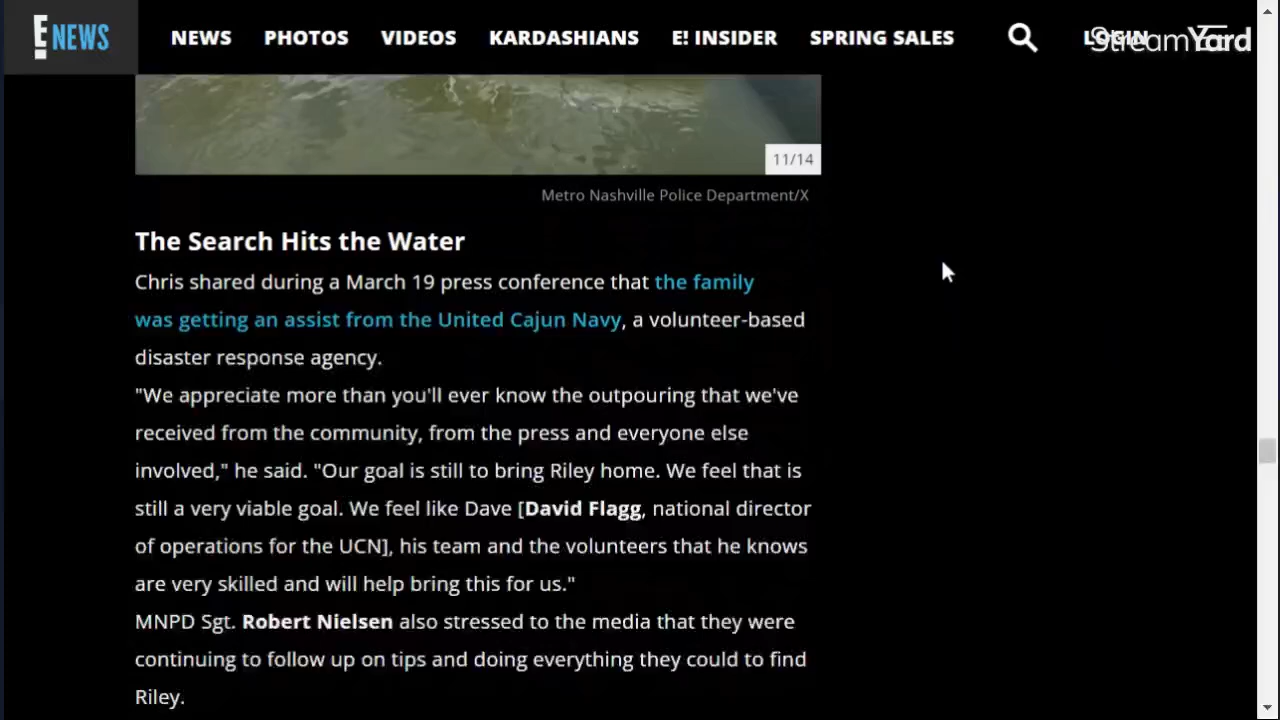 E! NEWS
NEWS PHOTOS VIDEOS KARDASHIANS E! INSIDER SPRING SALES LOGIN
StreamYard
11/14
Metro Nashville Police Department/X
The Search Hits the Water
Chris shared during a March 19 press conference that the family
was getting an assist from the United Cajun Navy, a volunteer-based
disaster response agency.
"We appreciate more than you'll ever know the outpouring that we've
received from the community, from the press and everyone else
involved," he said. "Our goal is still to bring Riley home. We feel that is
still a very viable goal. We feel like Dave [David Flagg, national director
of operations for the UCN], his team and the volunteers that he knows
are very skilled and will help bring this for us."
MNPD Sgt. Robert Nielsen also stressed to the media that they were
continuing to follow up on tips and doing everything they could to find
Riley.